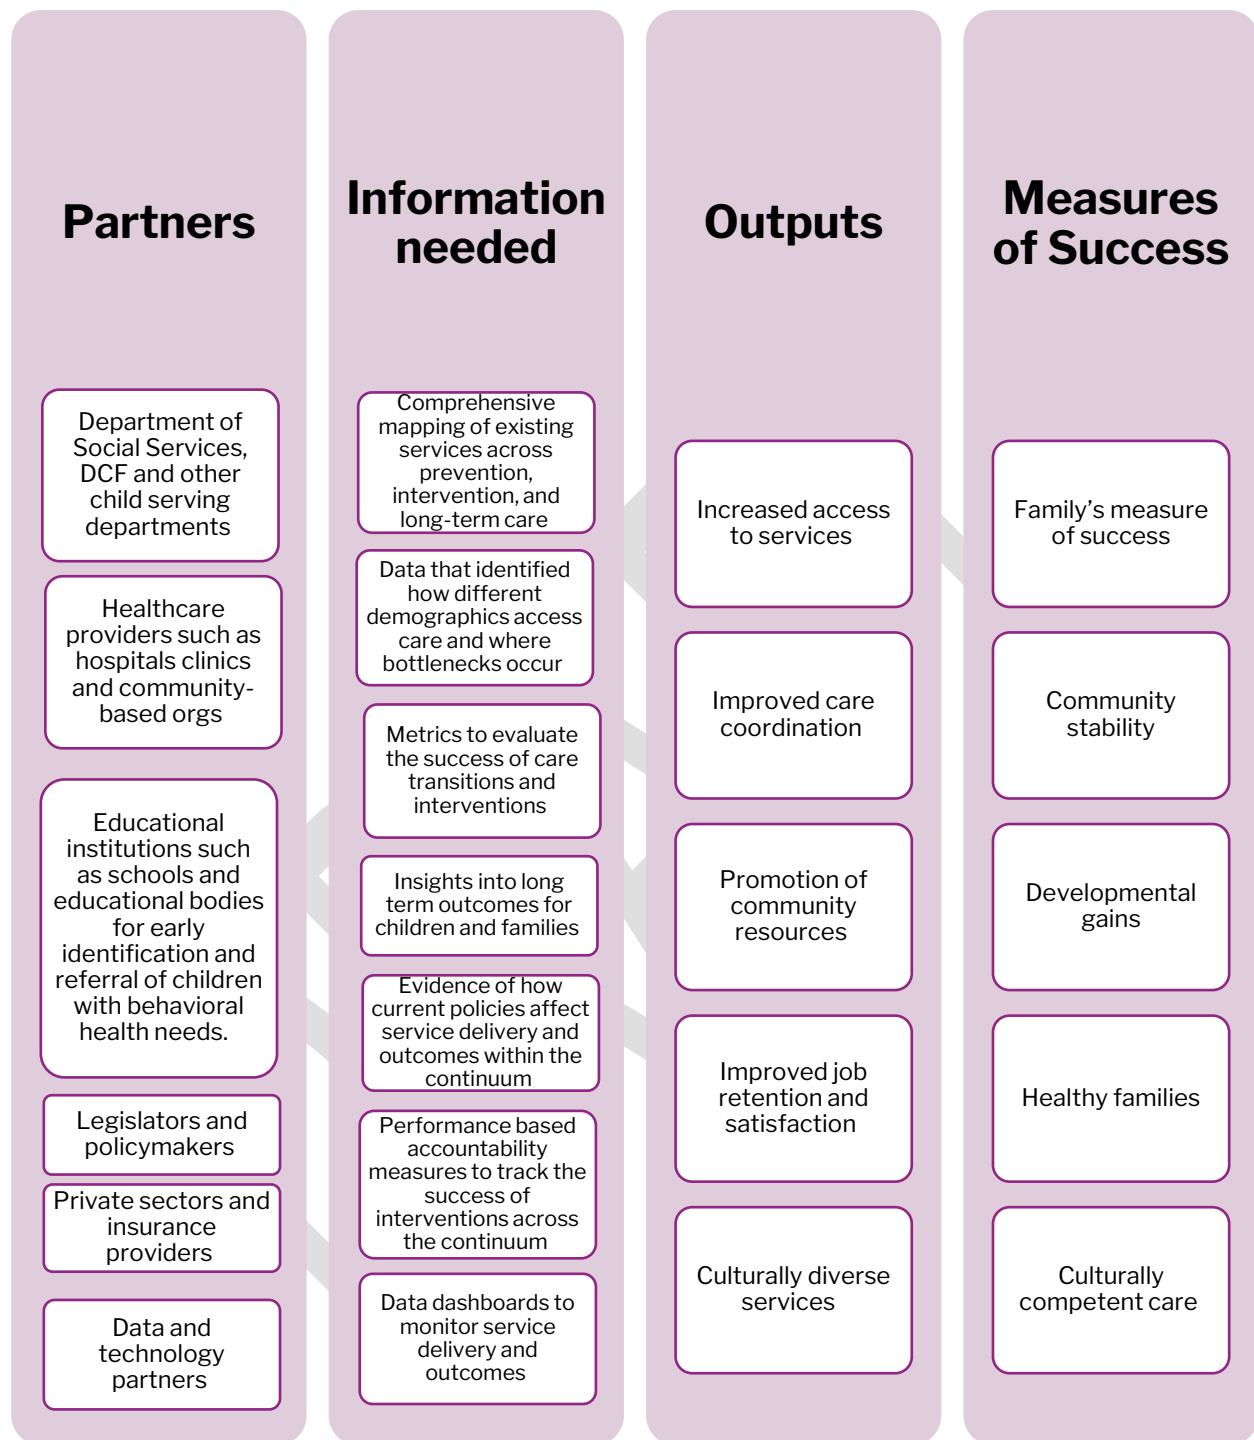 Partners
Department of
Social Services,
DCF and other
child serving
departments
Healthcare
providers such as
hospitals clinics
and community-
based orgs
Educational
institutions such
as schools and
educational bodies
for early
identification and
referral of children
with behavioral
health needs.
Legislators and
policymakers
Private sectors and
insurance
providers
Data and
technology
partners
Information
needed
Comprehensive
mapping of existing
services across
prevention,
intervention, and
long-term care
Data that identified
how different
demographics access
care and where
bottlenecks occur
Metrics to evaluate
the success of care
transitions and
interventions
Insights into long
term outcomes for
children and families
Evidence of how
current policies affect
service delivery and
outcomes within the
continuum
Performance based
accountability
measures to track the
success of
interventions across
the continuum
Data dashboards to
monitor service
delivery and
outcomes
Outputs
Increased access
to services
Improved care
coordination
Promotion of
community
resources
Improved job
retention and
satisfaction
Culturally diverse
services
Measures
of Success
Family’s measure
of success
Community
stability
Developmental
gains
Healthy families
Culturally
competent care